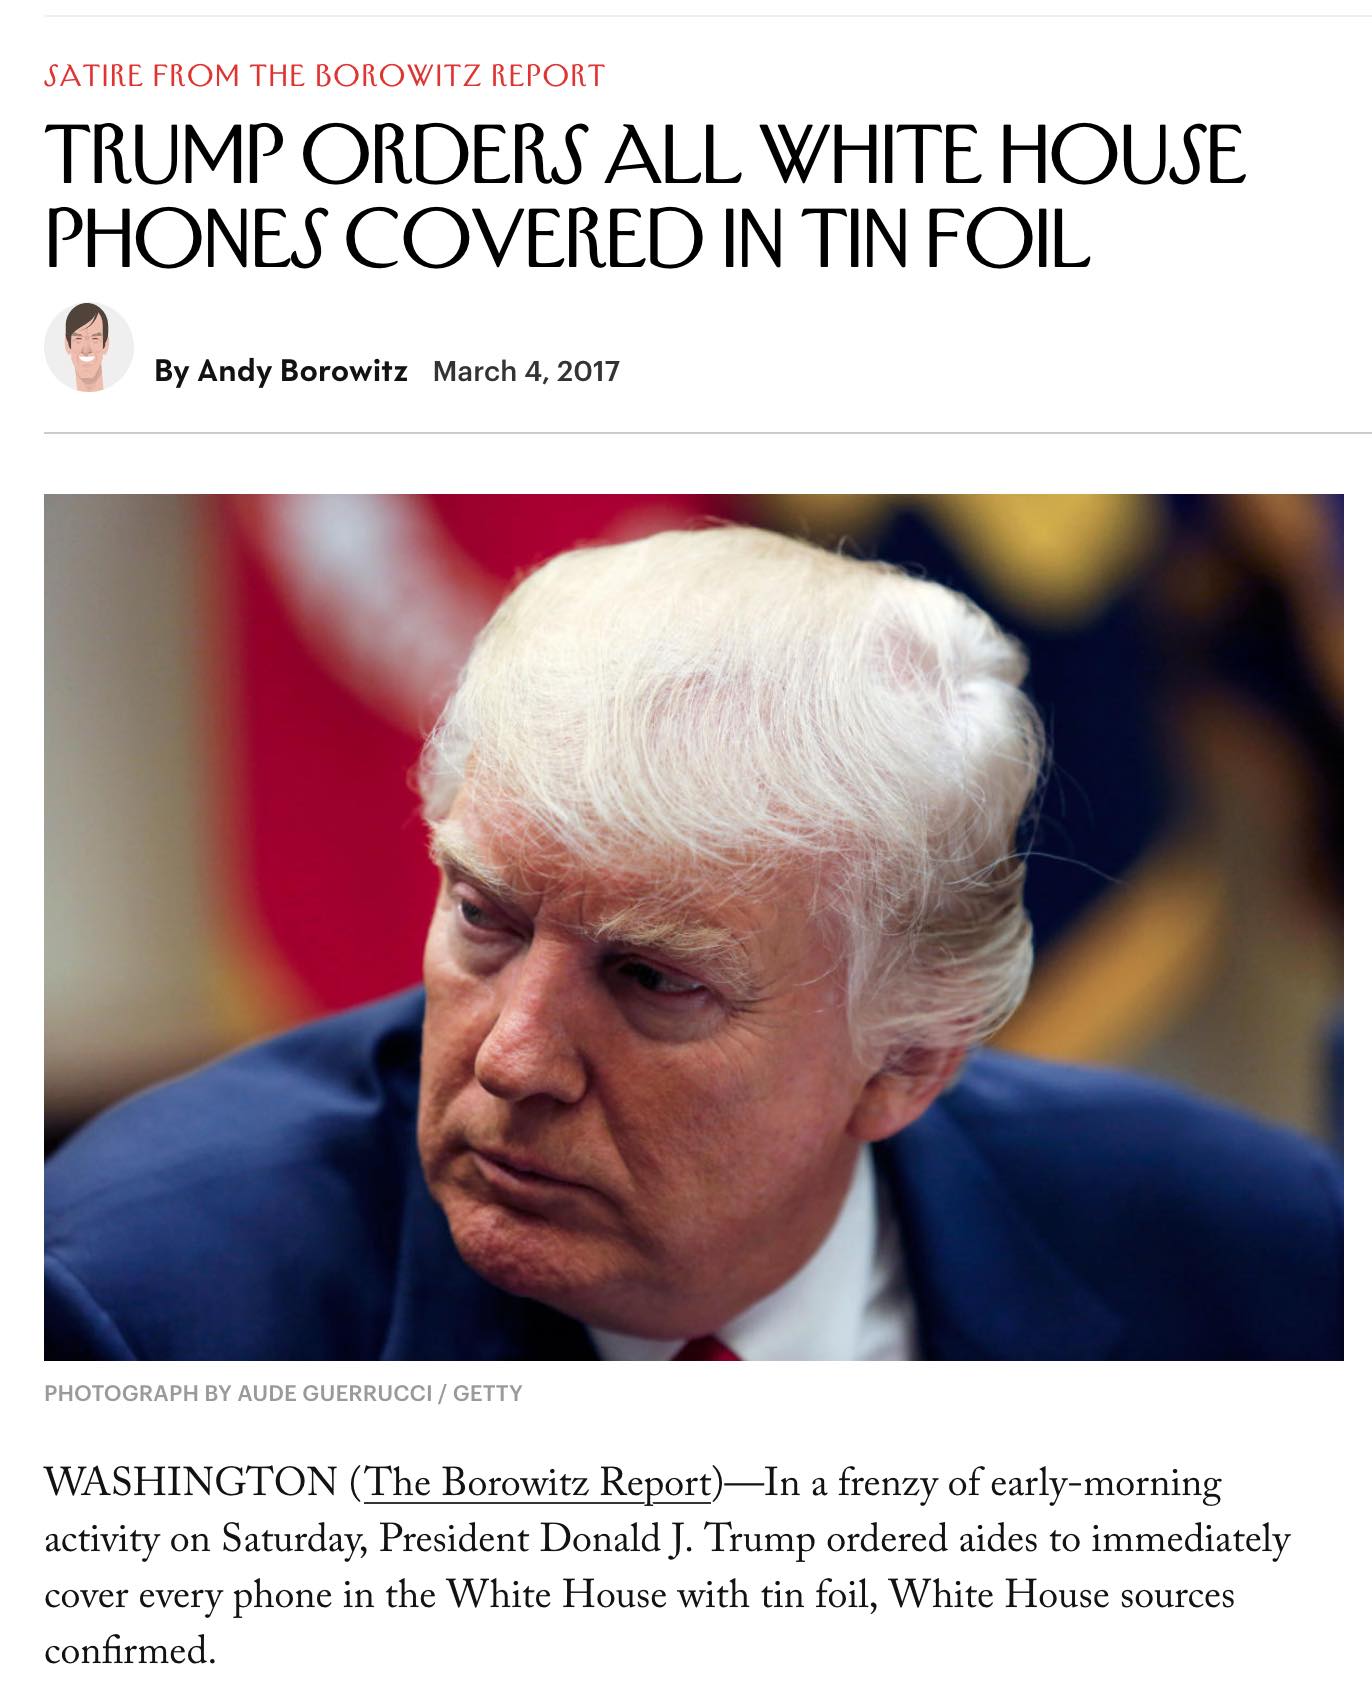 SATIRE FROM THE BOROWITZ REPORT
TRUMP ORDERS ALL WHITE HOUSE
PHONES COVERED IN TIN FOIL
By Andy Borowitz March 4, 2017
PHOTOGRAPH BY AUDE GUERRUCCI / GETTY
WASHINGTON (The Borowitz Report)—In a frenzy of early-morning
activity on Saturday, President Donald J. Trump ordered aides to immediately
cover every phone in the White House with tin foil, White House sources
confirmed.